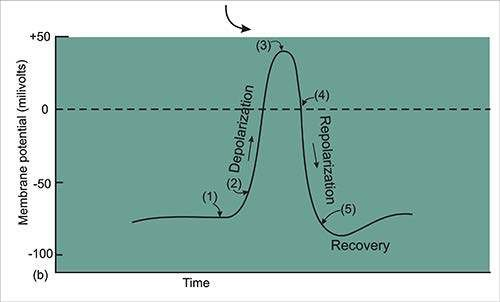 +50
(3)
Membrane potential (milivolts)
Depolarization
Repolarization
(4)
0
(2)
-50
(1)
(5)
Recovery
-100
(b)
Time